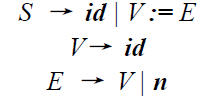 S → id | V := E
V → id
E → V | n